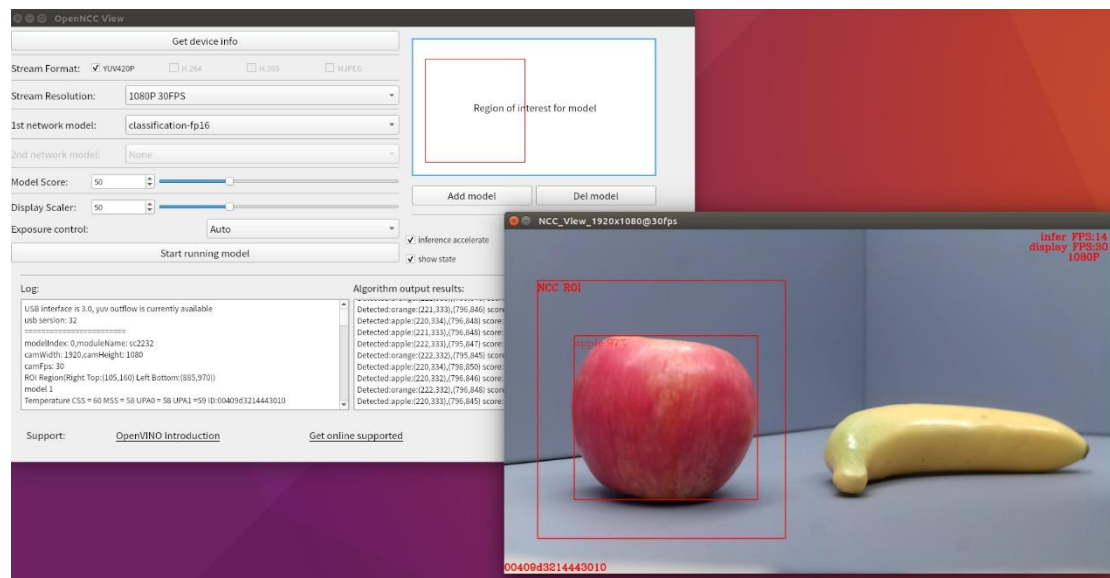 OpenNCC View
Get device info
Stream Format: YUV420P H.264 H.265 MJPEG
Stream Resolution: 1080P 30FPS
1st network model: classification-fp16
2nd network model: None
Model Score: 50
Display Scaler: 50
Exposure control: Auto
Start running model
Region of interest for model
Add model Del model
inference accelerate
show state
Log:
USB interface is 3.0, yuv outflow is currently available
usb sersion: 32
========================
modelIndex: 0,moduleName: sc2232
camWidth: 1920,camHeight: 1080
camFps: 30
ROI Region(Right Top:(105,160) Left Bottom:(885,970))
model 1
Temperature CSS = 60 MSS = 58 UPA0 = 58 UPA1 =59 ID:00409d3214443010
Algorithm output results:
Detected:orange:(221,333),(796,846) score:
Detected:apple:(220,334),(796,848) score:
Detected:apple:(221,333),(796,848) score:
Detected:apple:(222,333),(795,847) score:
Detected:orange:(222,332),(795,845) score:
Detected:apple:(220,334),(798,850) score:
Detected:apple:(220,332),(796,846) score:
Detected:orange:(222,332),(796,848) score:
Detected:apple:(220,333),(796,845) score:
Support: OpenVINO Introduction Get online supported
NCC_View_1920x1080@30fps
infer FPS:14
display FPS:30
1080P
NCC ROI
apple 97%
00409d3214443010